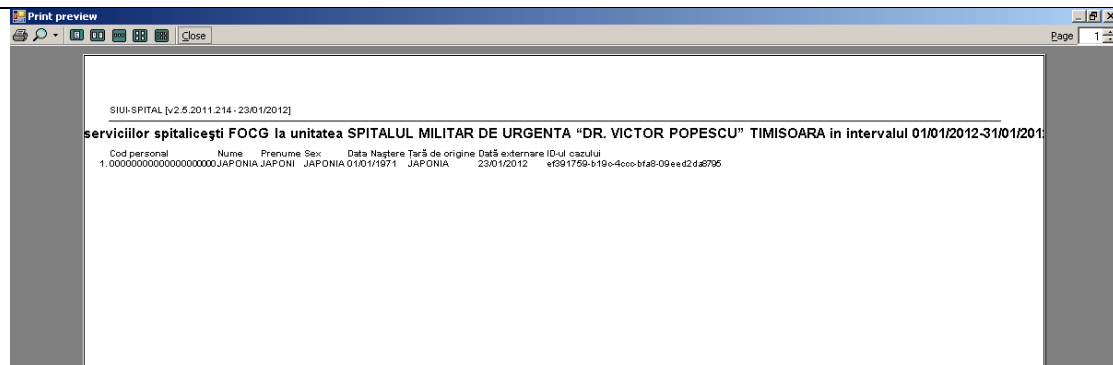 Print preview
Close
Page 1
SIUI-SPITAL [v2.5.2011.214 - 23/01/2012]
serviciilor spitalicești FOCG la unitatea SPITALUL MILITAR DE URGENTA “DR. VICTOR POPESCU” TIMISOARA in intervalul 01/01/2012-31/01/201
Cod personal Nume Prenume Sex Data Naștere Țară de origine Dată externare ID-ul cazului
1.00000000000000000000JAPONIA JAPONI JAPONIA 01/01/1971 JAPONIA 23/01/2012 ef391759-b19c-4ccc-bfa8-09eed2da8795